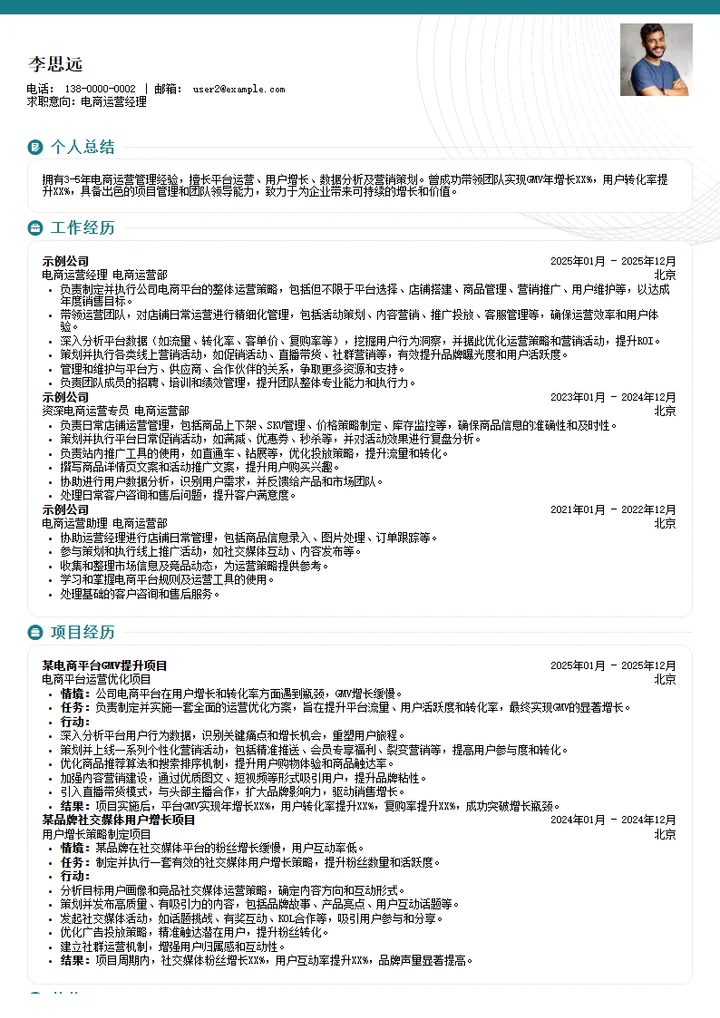 李思远
电话： 138-0000-0002 | 邮箱： user2@example.com
求职意向：电商运营经理
个人总结
拥有3-5年电商运营管理经验，擅长平台运营、用户增长、数据分析及营销策划。曾成功带领团队实现GMV年增长XX%，用户转化率提
升XX%，具备出色的项目管理和团队领导能力，致力于为企业带来可持续的增长和价值。
工作经历
示例公司 2025年01月 - 2025年12月
电商运营经理 电商运营部 北京
• 负责制定并执行公司电商平台的整体运营策略，包括但不限于平台选择、店铺搭建、商品管理、营销推广、用户维护等，以达成
年度销售目标。
• 带领运营团队，对店铺日常运营进行精细化管理，包括活动策划、内容营销、推广投放、客服管理等，确保运营效率和用户体
验。
• 深入分析平台数据（如流量、转化率、客单价、复购率等），挖掘用户行为洞察，并据此优化运营策略和营销活动，提升ROI。
• 策划并执行各类线上营销活动，如促销活动、直播带货、社群营销等，有效提升品牌曝光度和用户活跃度。
• 管理和维护与平台方、供应商、合作伙伴的关系，争取更多资源和支持。
• 负责团队成员的招聘、培训和绩效管理，提升团队整体专业能力和执行力。
示例公司 2023年01月 - 2024年12月
资深电商运营专员 电商运营部 北京
• 负责日常店铺运营管理，包括商品上下架、SKU管理、价格策略制定、库存监控等，确保商品信息的准确性和及时性。
• 策划并执行平台日常促销活动，如满减、优惠券、秒杀等，并对活动效果进行复盘分析。
• 负责站内推广工具的使用，如直通车、钻展等，优化投放策略，提升流量和转化。
• 撰写商品详情页文案和活动推广文案，提升用户购买兴趣。
• 协助进行用户数据分析，识别用户需求，并反馈给产品和市场团队。
• 处理日常客户咨询和售后问题，提升客户满意度。
示例公司 2021年01月 - 2022年12月
电商运营助理 电商运营部 北京
• 协助运营经理进行店铺日常管理，包括商品信息录入、图片处理、订单跟踪等。
• 参与策划和执行线上推广活动，如社交媒体互动、内容发布等。
• 收集和整理市场信息及竞品动态，为运营策略提供参考。
• 学习和掌握电商平台规则及运营工具的使用。
• 处理基础的客户咨询和售后服务。
项目经历
某电商平台GMV提升项目 2025年01月 - 2025年12月
电商平台运营优化项目 北京
• 情境：公司电商平台在用户增长和转化率方面遇到瓶颈，GMV增长缓慢。
• 任务：负责制定并实施一套全面的运营优化方案，旨在提升平台流量、用户活跃度和转化率，最终实现GMV的显著增长。
• 行动：
• 深入分析平台用户行为数据，识别关键痛点和增长机会，重塑用户旅程。
• 策划并上线一系列个性化营销活动，包括精准推送、会员专享福利、裂变营销等，提高用户参与度和转化。
• 优化商品推荐算法和搜索排序机制，提升用户购物体验和商品触达率。
• 加强内容营销建设，通过优质图文、短视频等形式吸引用户，提升品牌粘性。
• 引入直播带货模式，与头部主播合作，扩大品牌影响力，驱动销售增长。
• 结果：项目实施后，平台GMV实现年增长XX%，用户转化率提升XX%，复购率提升XX%，成功突破增长瓶颈。
某品牌社交媒体用户增长项目 2024年01月 - 2024年12月
用户增长策略制定项目 北京
• 情境：某品牌在社交媒体平台的粉丝增长缓慢，用户互动率低。
• 任务：制定并执行一套有效的社交媒体用户增长策略，提升粉丝数量和活跃度。
• 行动：
• 分析目标用户画像和竞品社交媒体运营策略，确定内容方向和互动形式。
• 策划并发布高质量、有吸引力的内容，包括品牌故事、产品亮点、用户互动话题等。
• 发起社交媒体活动，如话题挑战、有奖互动、KOL合作等，吸引用户参与和分享。
• 优化广告投放策略，精准触达潜在用户，提升粉丝转化。
• 建立社群运营机制，增强用户归属感和互动性。
• 结果：项目周期内，社交媒体粉丝增长XX%，用户互动率提升XX%，品牌声量显著提高。